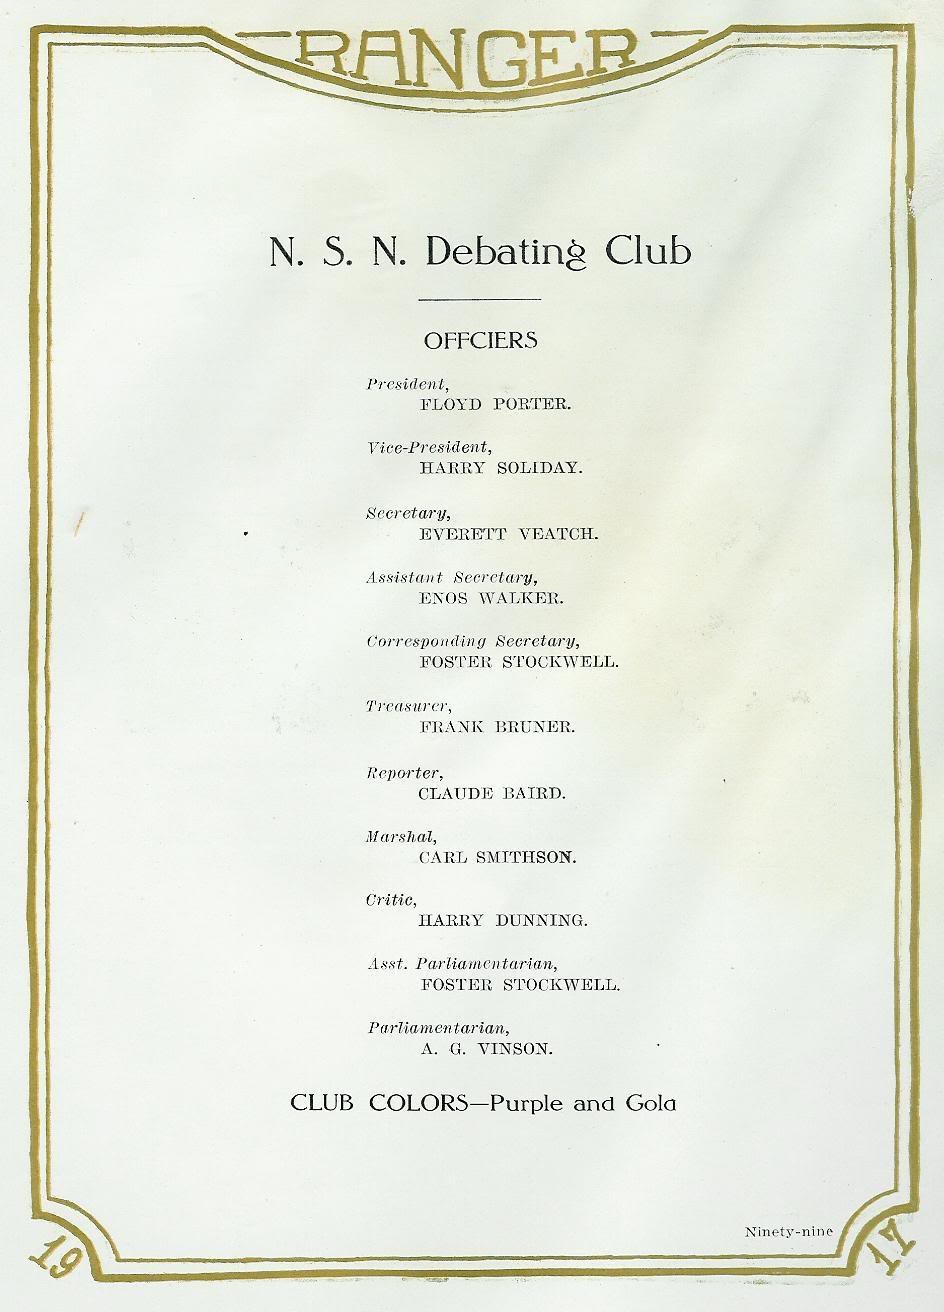 RANGER
N. S. N. Debating Club
OFFCIERS
President,
FLOYD PORTER.
Vice-President,
HARRY SOLIDAY.
Secretary,
EVERETT VEATCH.
Assistant Secretary,
ENOS WALKER.
Corresponding Secretary,
FOSTER STOCKWELL.
Treasurer,
FRANK BRUNER.
Reporter,
CLAUDE BAIRD.
Marshal,
CARL SMITHSON.
Critic,
HARRY DUNNING.
Asst. Parliamentarian,
FOSTER STOCKWELL.
Parliamentarian,
A. G. VINSON.
CLUB COLORS—Purple and Gold
Ninety-nine
19 17